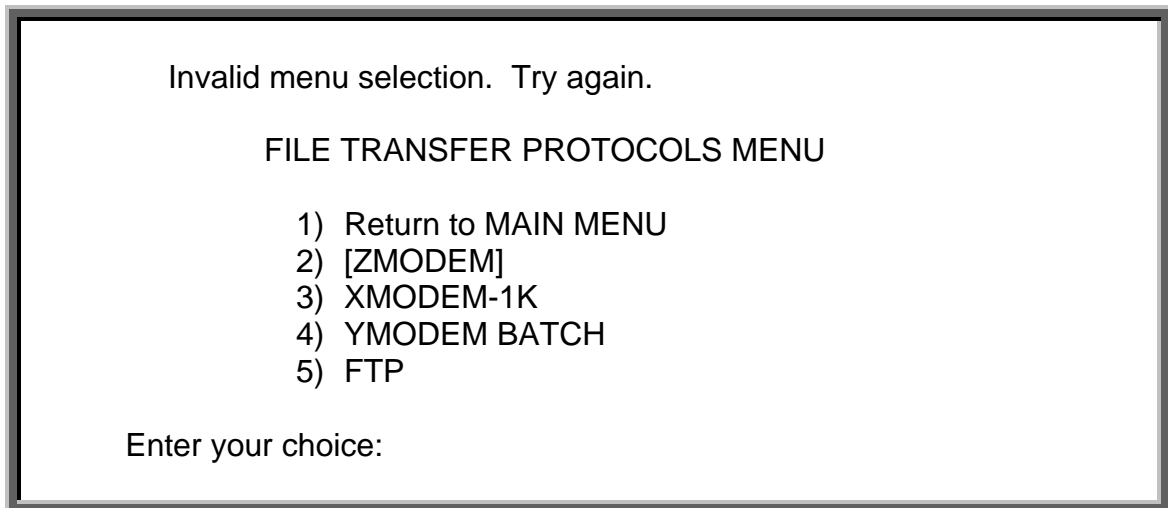 Invalid menu selection.  Try again.
FILE TRANSFER PROTOCOLS MENU
1)  Return to MAIN MENU
2)  [ZMODEM]
3)  XMODEM-1K
4)  YMODEM BATCH
5)  FTP
Enter your choice: